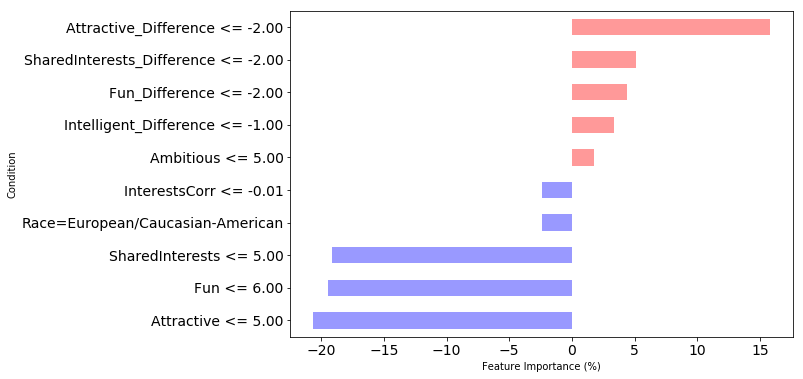 Attractive_Difference <= -2.00
SharedInterests_Difference <= -2.00
Fun_Difference <= -2.00
Intelligent_Difference <= -1.00
Ambitious <= 5.00
InterestsCorr <= -0.01
Race=European/Caucasian-American
SharedInterests <= 5.00
Fun <= 6.00
Attractive <= 5.00
Condition
−20 −15 −10 −5 0 5 10 15
Feature Importance (%)